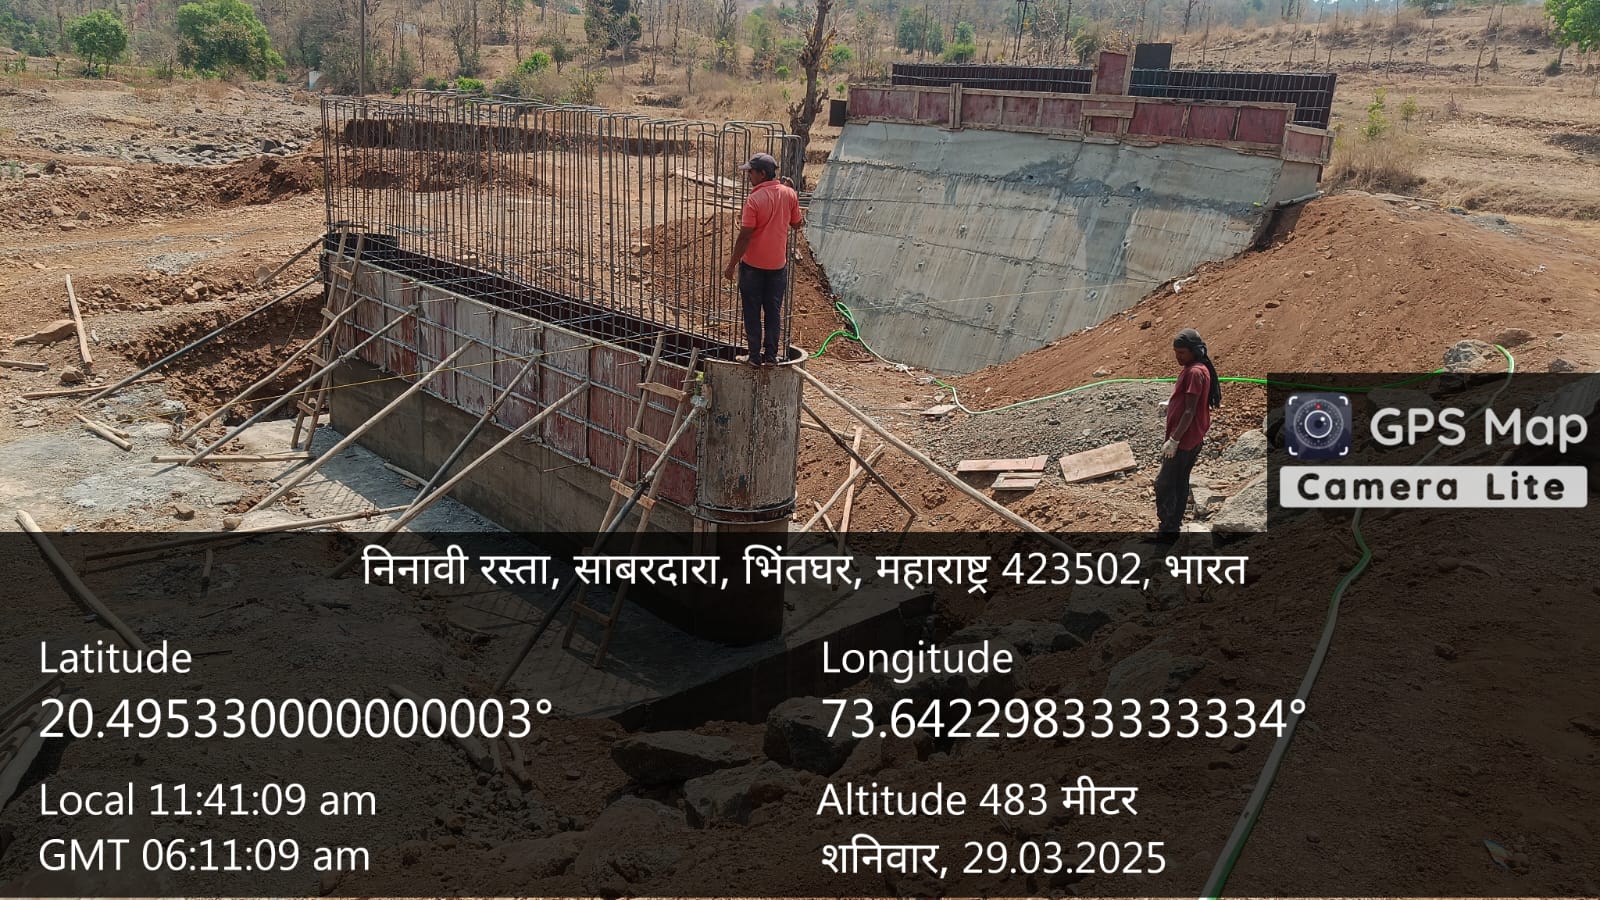 GPS Map
Camera Lite
निनावी रस्ता, साबरदारा, भिंतघर, महाराष्ट्र 423502, भारत
Latitude
20.495330000000003°
Longitude
73.64229833333334°
Local 11:41:09 am
GMT 06:11:09 am
Altitude 483 मीटर
शनिवार, 29.03.2025